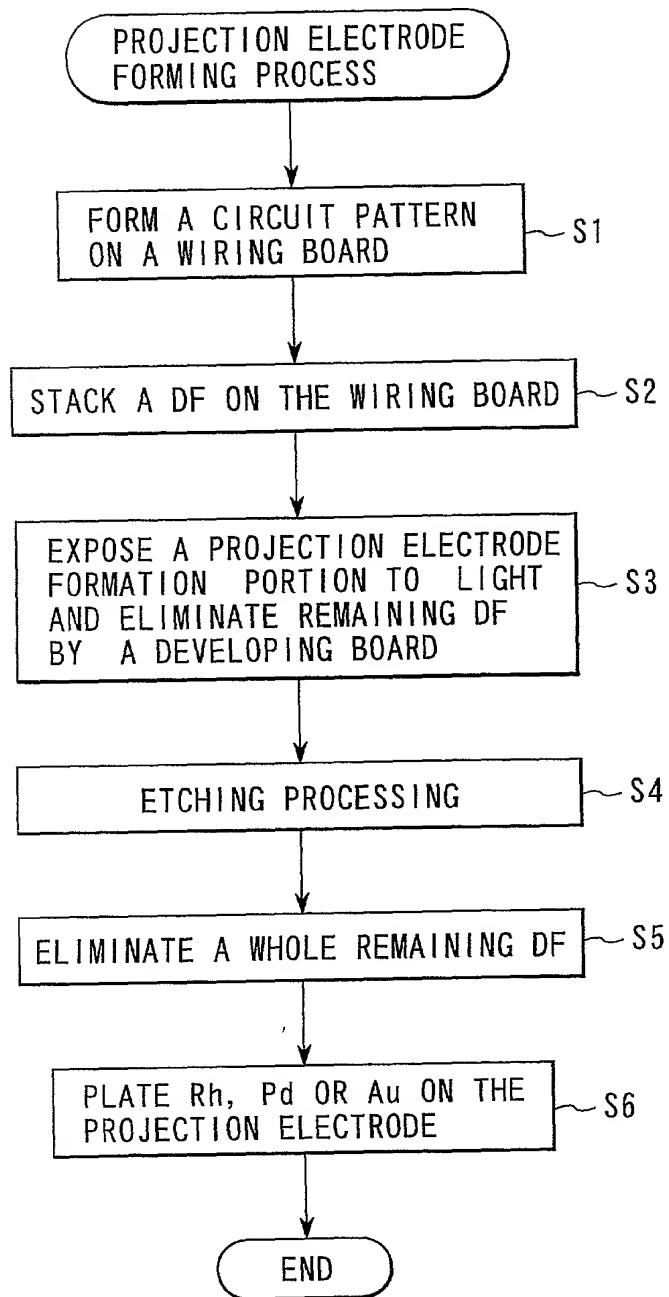 PROJECTION ELECTRODE
FORMING PROCESS
FORM A CIRCUIT PATTERN
ON A WIRING BOARD
S1
STACK A DF ON THE WIRING BOARD
S2
EXPOSE A PROJECTION ELECTRODE
FORMATION PORTION TO LIGHT
AND ELIMINATE REMAINING DF
BY A DEVELOPING BOARD
S3
ETCHING PROCESSING
S4
ELIMINATE A WHOLE REMAINING DF
S5
PLATE Rh, Pd OR Au ON THE
PROJECTION ELECTRODE
S6
END